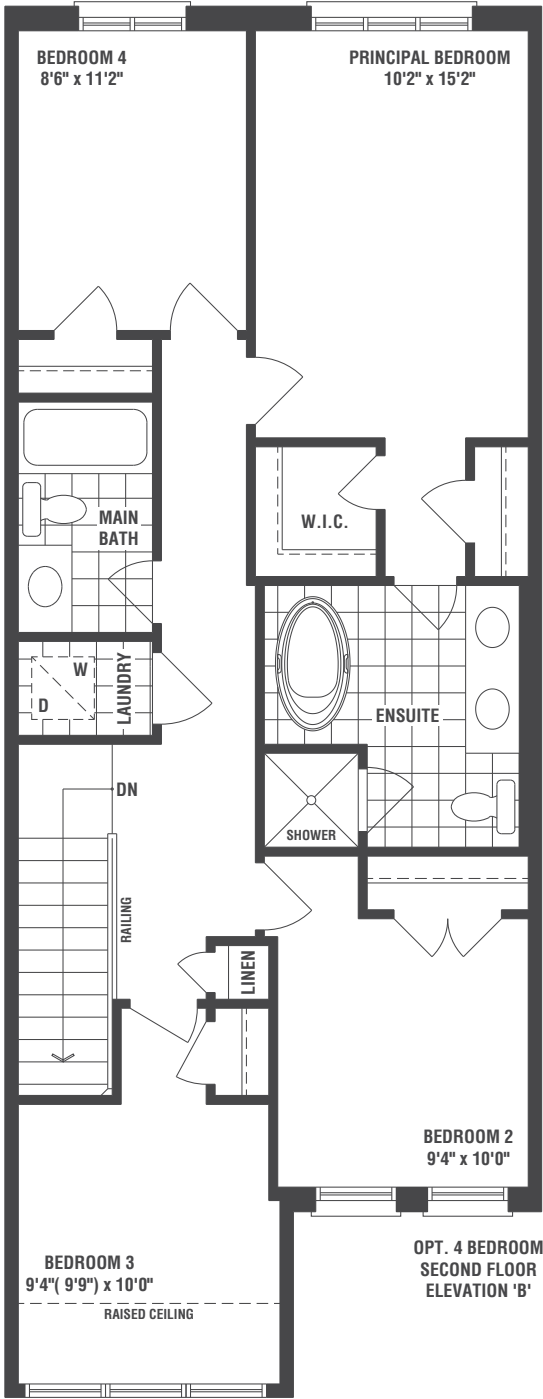 BEDROOM 4
8'6" x 11'2"
PRINCIPAL BEDROOM
10'2" x 15'2"
W.I.C.
MAIN
BATH
W
D
LAUNDRY
ENSUITE
DN
SHOWER
RAILING
LINEN
BEDROOM 2
9'4" x 10'0"
BEDROOM 3
9'4"( 9'9") x 10'0"
RAISED CEILING
OPT. 4 BEDROOM
SECOND FLOOR
ELEVATION 'B'